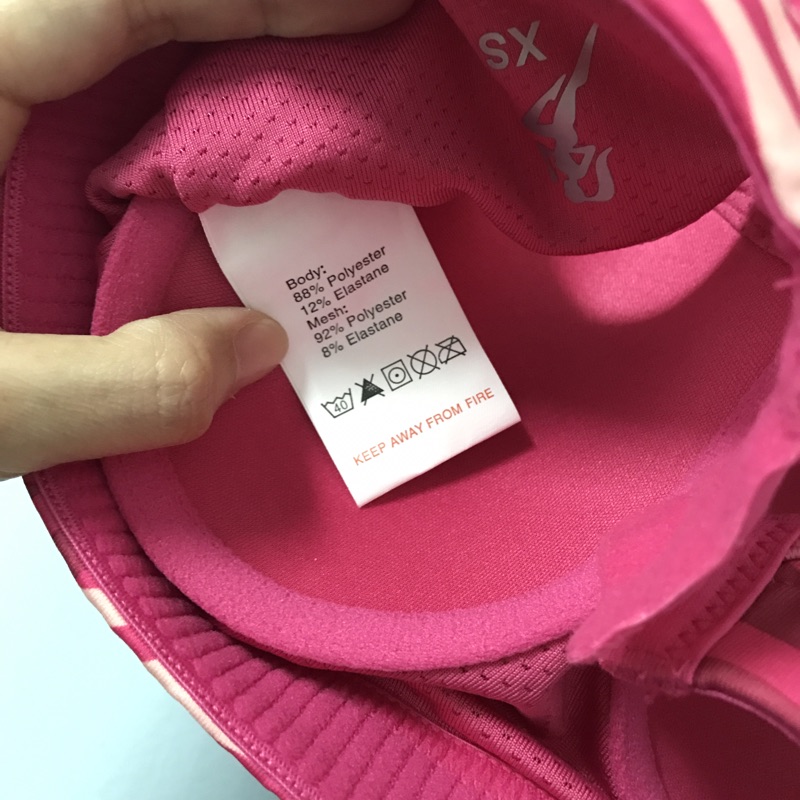 XS
Body:
88% Polyester
12% Elastane
Mesh:
92% Polyester
8% Elastane
40
KEEP AWAY FROM FIRE